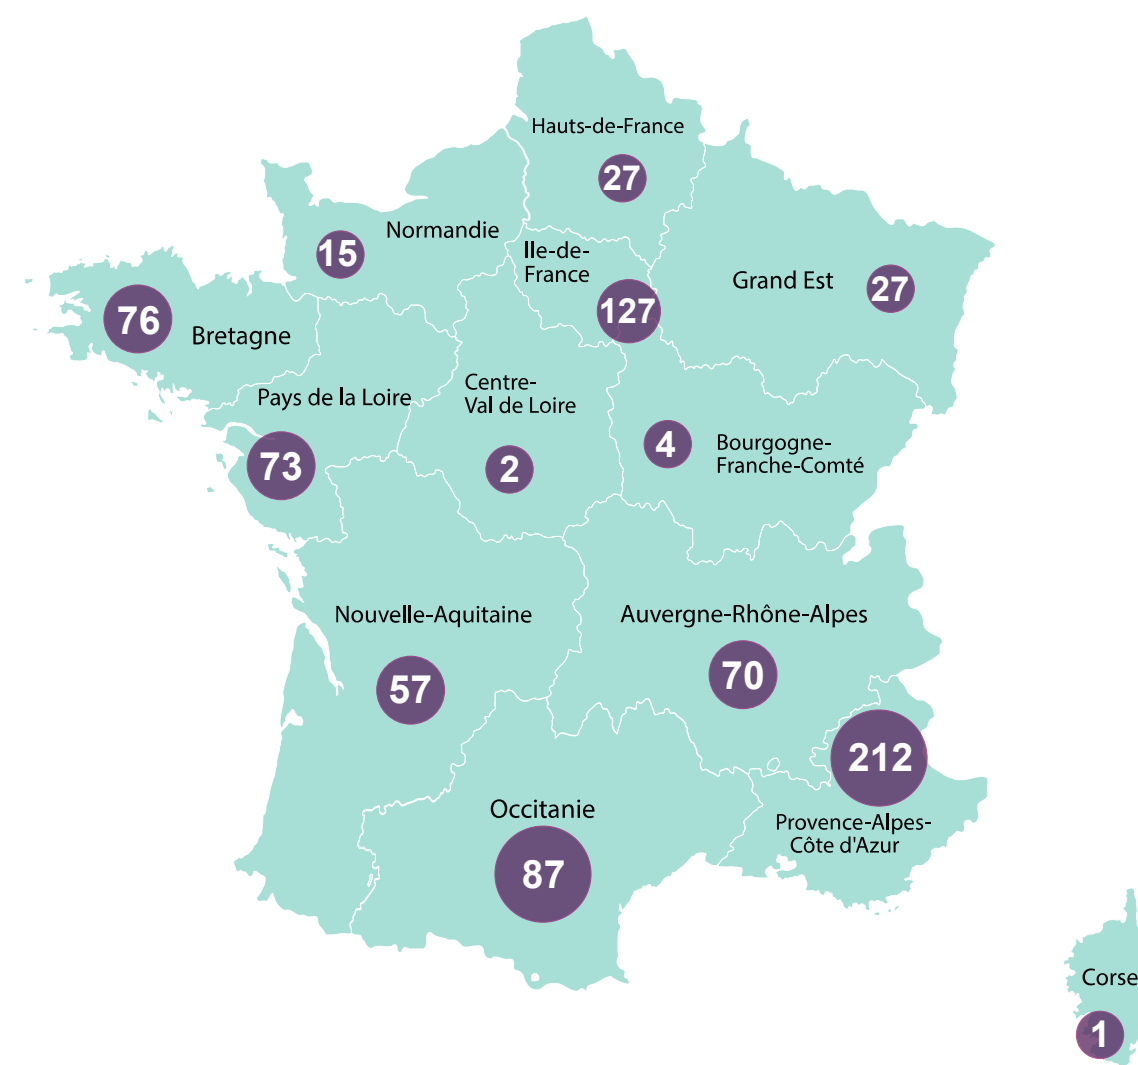 Hauts-de-France
27
Normandie
15
Ile-de-
France
127
Grand Est
27
76
Bretagne
Pays de la Loire
73
Centre-
Val de Loire
2
4
Bourgogne-
Franche-Comté
Nouvelle-Aquitaine
57
Auvergne-Rhône-Alpes
70
212
Provence-Alpes-
Côte d'Azur
Occitanie
87
Corse
1